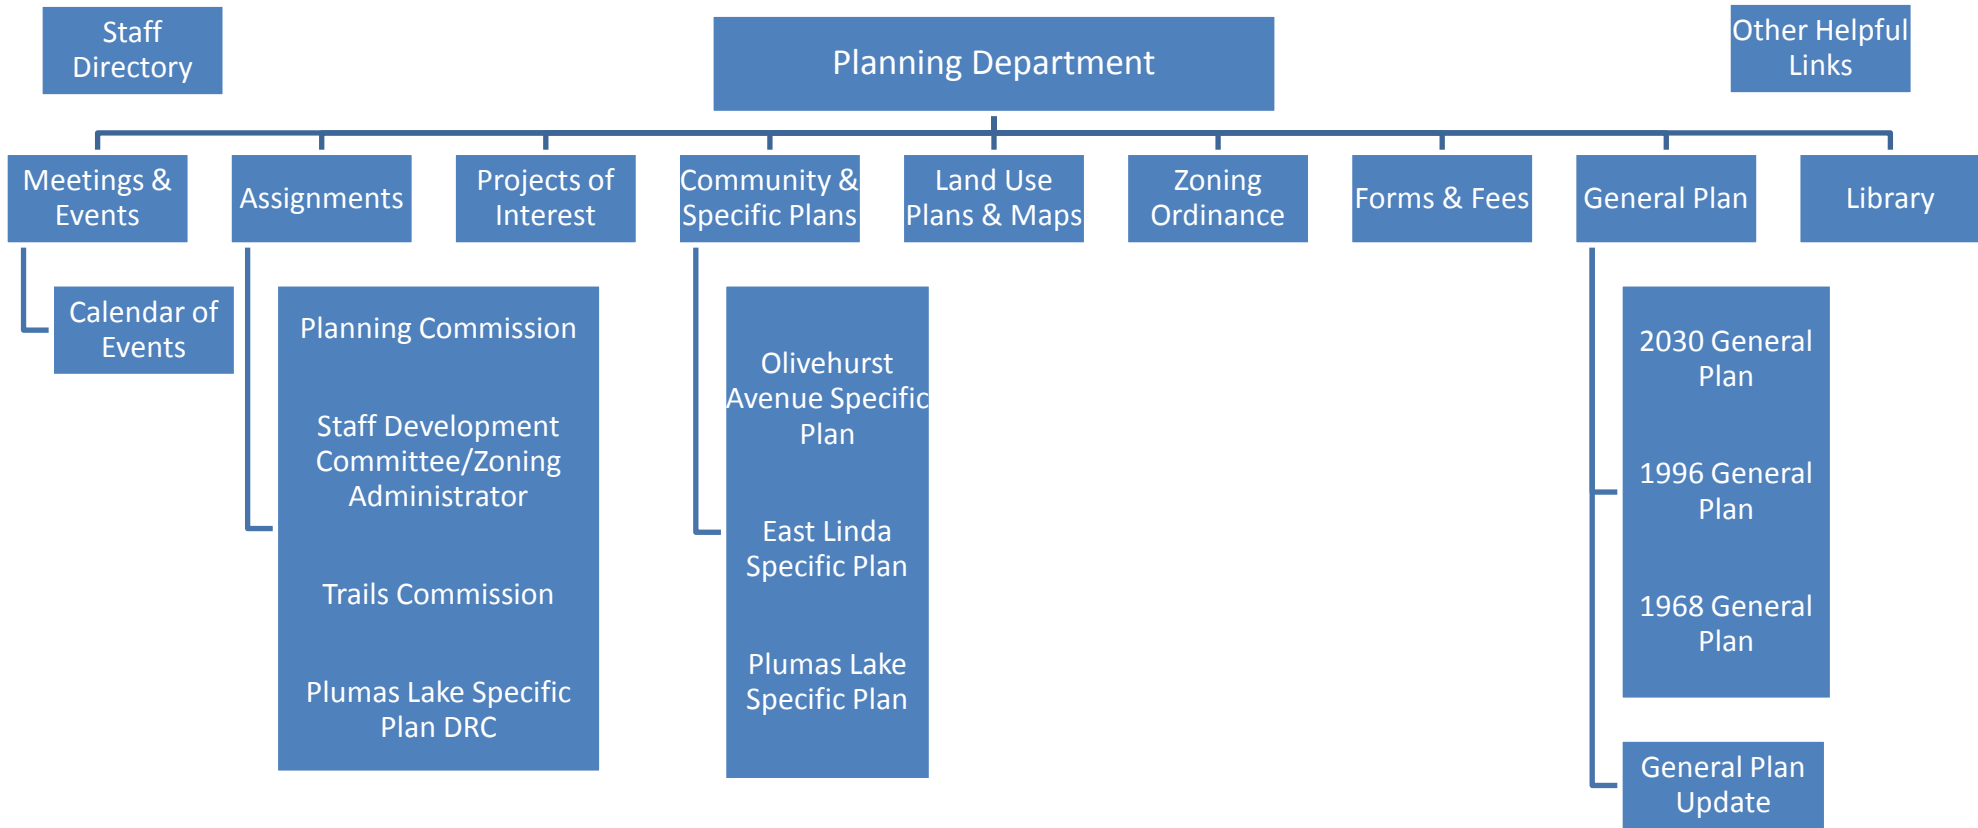 Staff
Directory
Planning Department
Other Helpful
Links
Meetings &
Events
Assignments
Projects of
Interest
Community &
Specific Plans
Land Use
Plans & Maps
Zoning
Ordinance
Forms & Fees
General Plan
Library
Calendar of
Events
Planning Commission
Staff Development
Committee/Zoning
Administrator
Trails Commission
Plumas Lake Specific
Plan DRC
Olivehurst
Avenue Specific
Plan
East Linda
Specific Plan
Plumas Lake
Specific Plan
2030 General
Plan
1996 General
Plan
1968 General
Plan
General Plan
Update